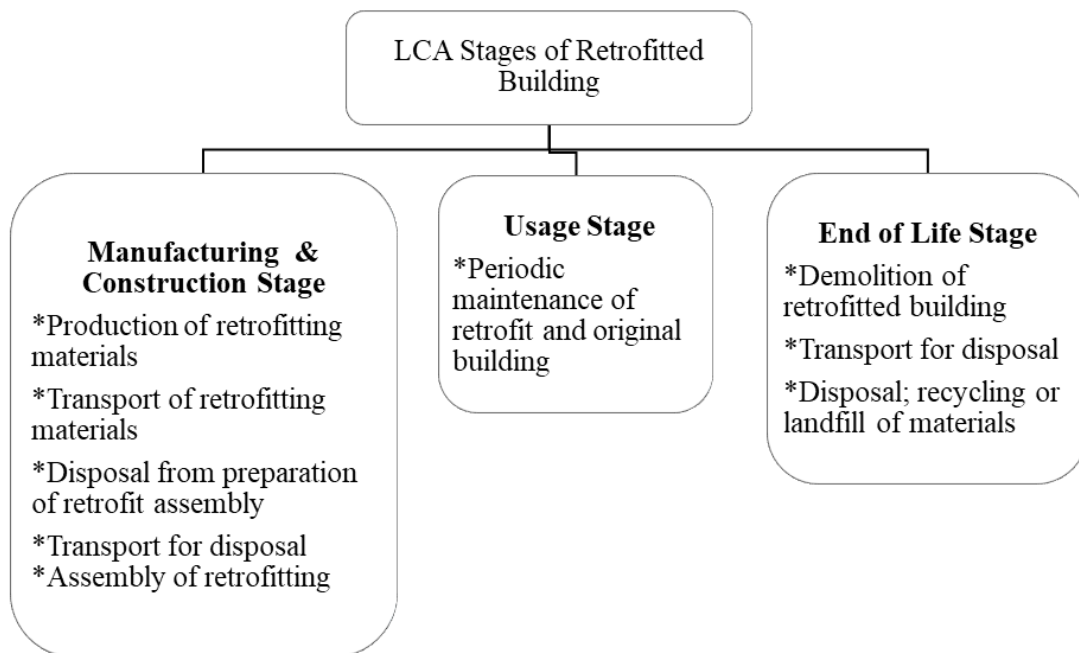 LCA Stages of Retrofitted
Building
Manufacturing &
Construction Stage
*Production of retrofitting
materials
*Transport of retrofitting
materials
*Disposal from preparation
of retrofit assembly
*Transport for disposal
*Assembly of retrofitting
Usage Stage
*Periodic
maintenance of
retrofit and original
building
End of Life Stage
*Demolition of
retrofitted building
*Transport for disposal
*Disposal; recycling or
landfill of materials